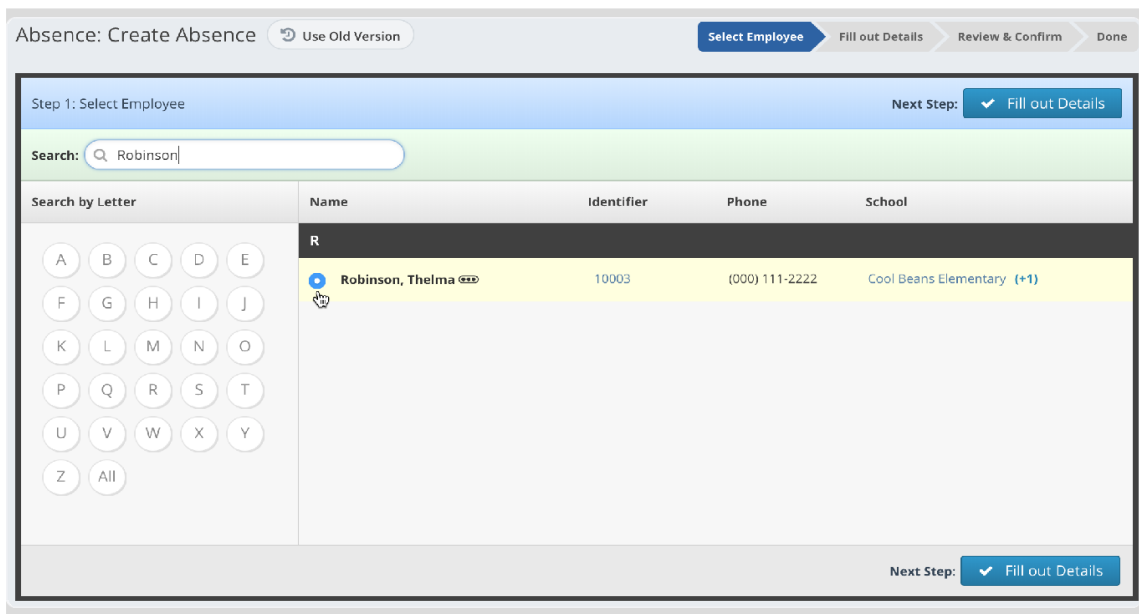 Absence: Create Absence Use Old Version Select Employee Fill out Details Review & Confirm Done
Step 1: Select Employee Next Step: Fill out Details
Search: Robinson
Search by Letter Name Identifier Phone School
R
A B C D E
Robinson, Thelma 10003 (000) 111-2222 Cool Beans Elementary (+1)
F G H I J
K L M N O
P Q R S T
U V W X Y
Z All
Next Step: Fill out Details